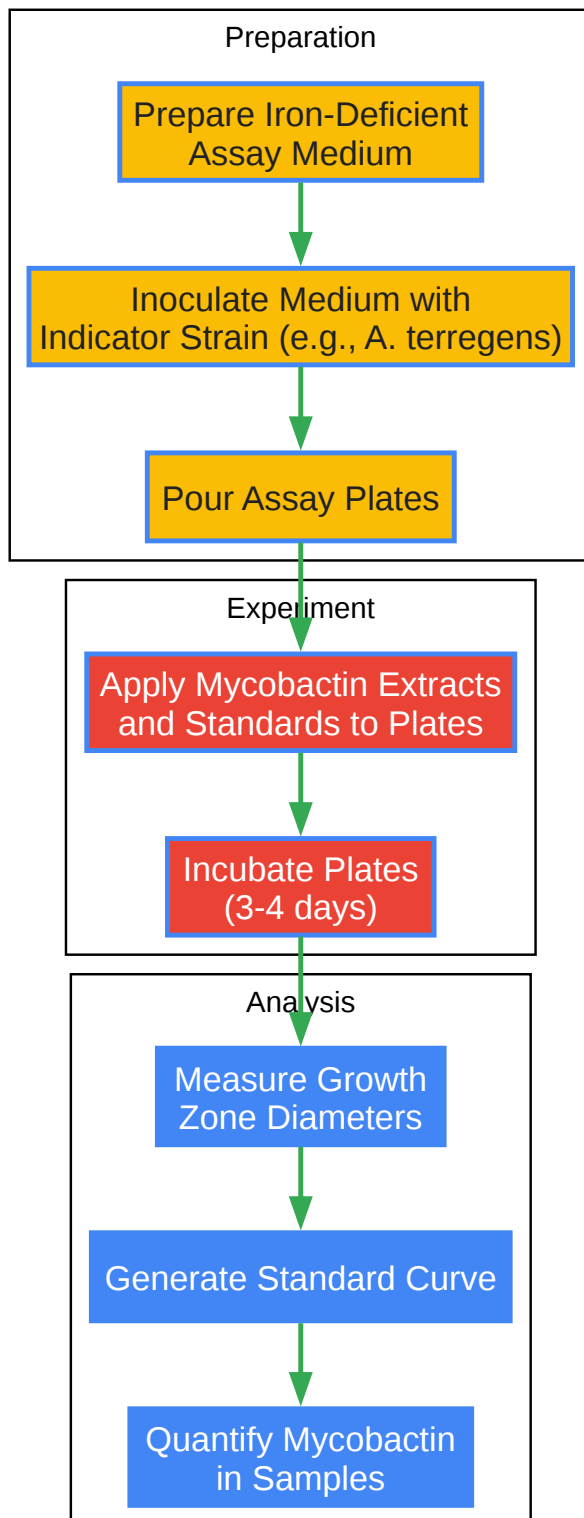 Preparation
Prepare Iron-Deficient
Assay Medium
Inoculate Medium with
Indicator Strain (e.g., A. terregens)
Pour Assay Plates
Experiment
Apply Mycobactin Extracts
and Standards to Plates
Incubate Plates
(3-4 days)
Analysis
Measure Growth
Zone Diameters
Generate Standard Curve
Quantify Mycobactin
in Samples